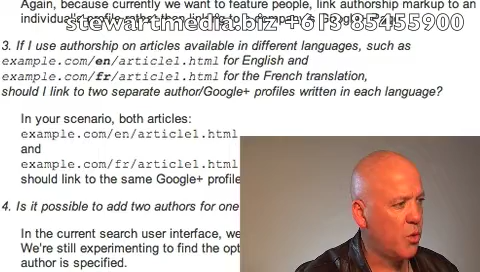 Again, because currently we want to feature people, link authorship markup to an
stewartmedia.biz +613 85455900
3. If I use authorship on articles available in different languages, such as
example.com/en/article1.html for English and
example.com/fr/article1.html for the French translation,
should I link to two separate author/Google+ profiles written in each language?
In your scenario, both articles:
example.com/en/article1.html
and
example.com/fr/article1.html
should link to the same Google+ profile
4. Is it possible to add two authors for one
In the current search user interface, we
We're still experimenting to find the opt
author is specified.